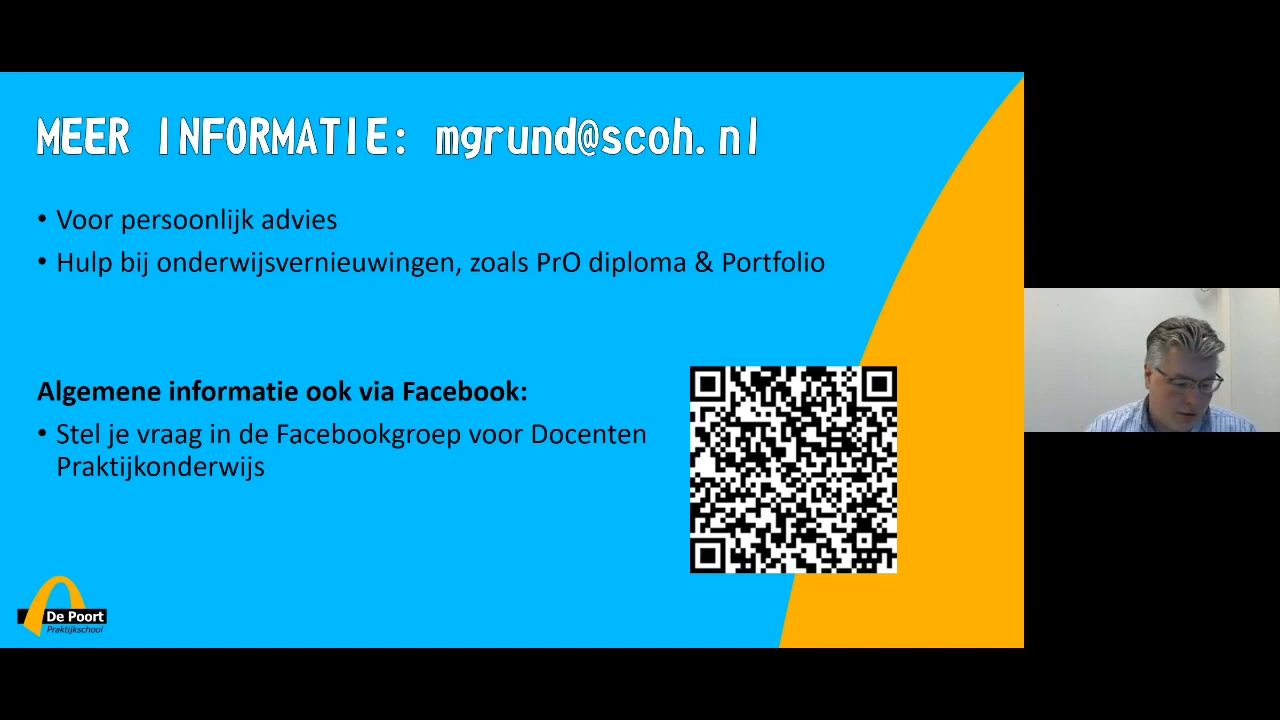 MEER INFORMATIE: mgrund@scoh.nl
• Voor persoonlijk advies
• Hulp bij onderwijsvernieuwingen, zoals PrO diploma & Portfolio
Algemene informatie ook via Facebook:
• Stel je vraag in de Facebookgroep voor Docenten
Praktijkonderwijs
De Poort
Praktijkschool